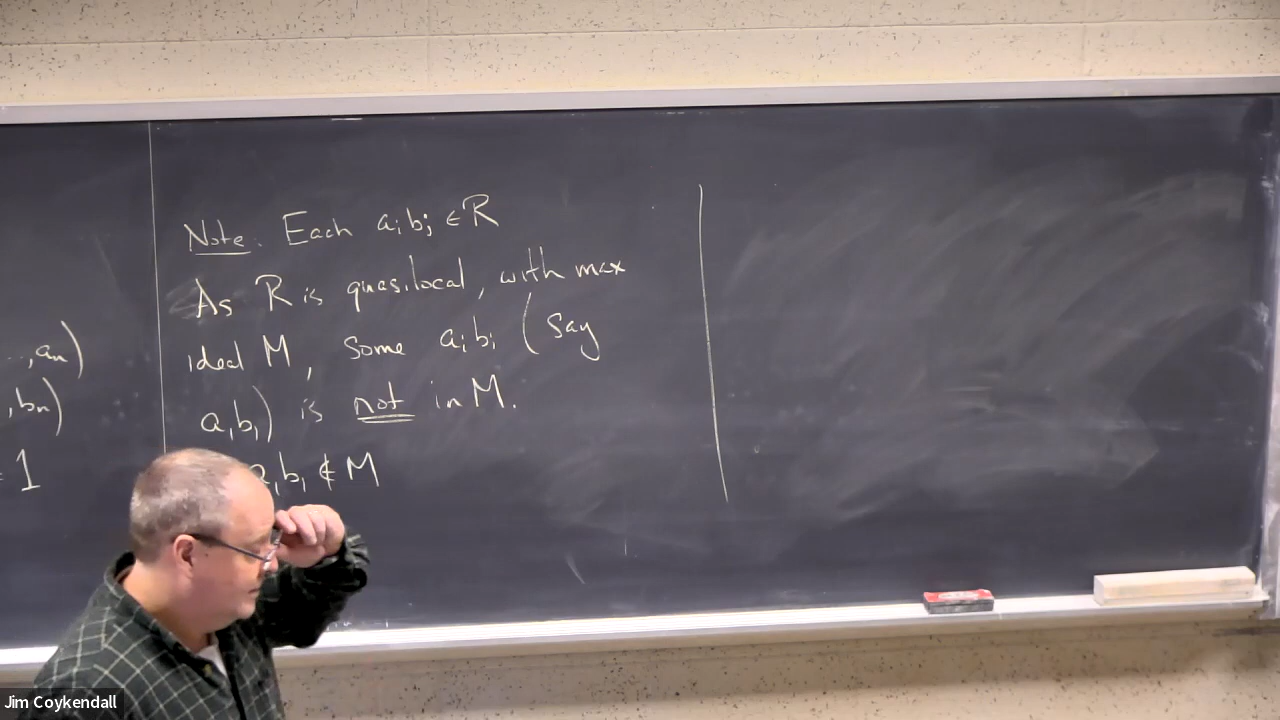 ..., aₙ)
, bₙ)
= 1
Note: Each aᵢbⱼ ∈ R
As R is quasilocal, with max
ideal M, some aᵢbᵢ (say
a₁b₁) is not in M.
a₁b₁ ∉ M
Jim Coykendall